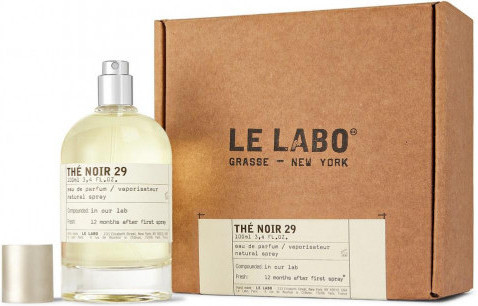 THÉ NOIR 29
100ml 3,4 FL.OZ.
eau de parfum / vaporisateur
natural spray
Compounded in our lab
Fresh: 12 months after first spray
LE LABO
LE LABO
GRASSE – NEW YORK
THÉ NOIR 29
100ml 3,4 FL.OZ.
eau de parfum / vaporisateur
natural spray
Compounded in our lab
Fresh: 12 months after first spray*
LE LABO